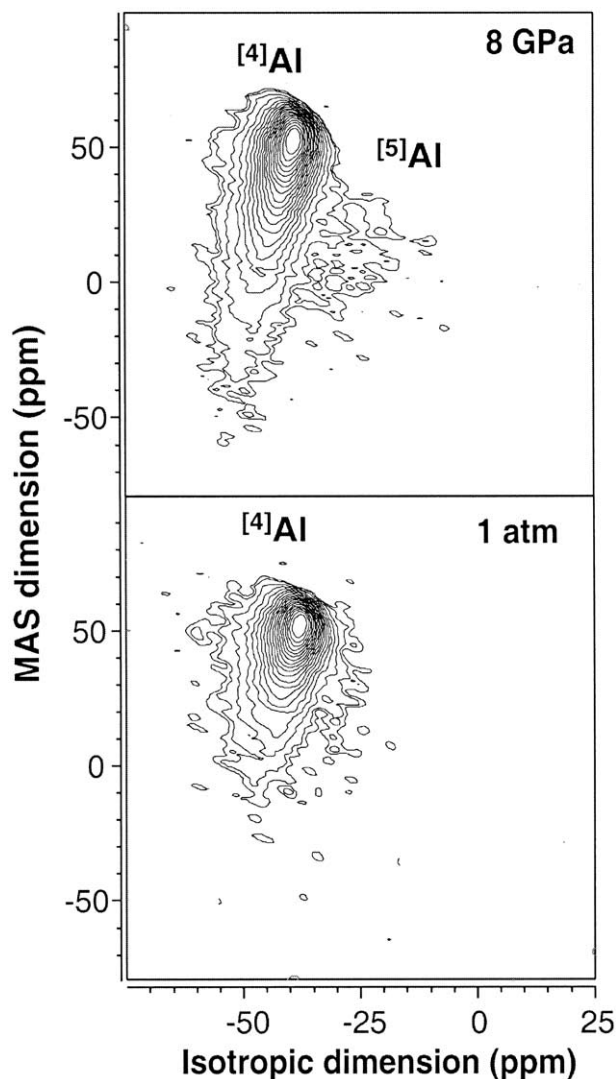 8 GPa
[4]Al
[5]Al
50
0
-50
1 atm
[4]Al
50
0
-50
MAS dimension (ppm)
-50
-25
0
25
Isotropic dimension (ppm)